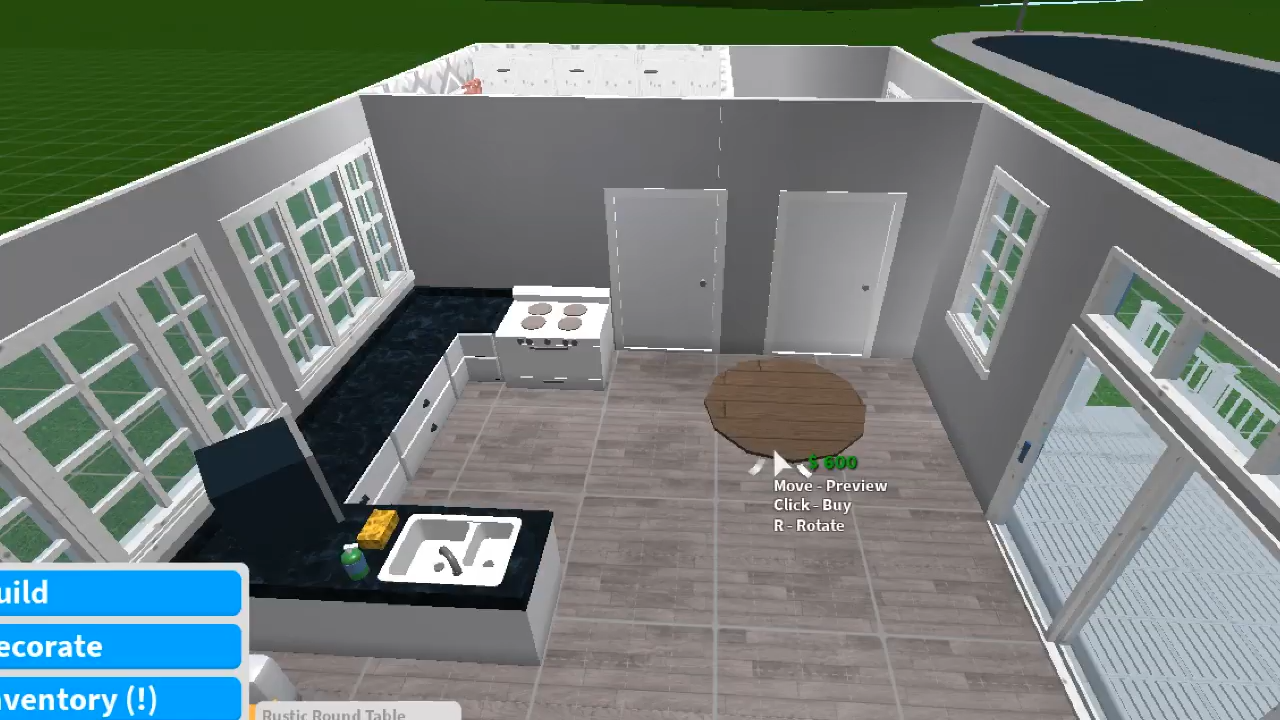 $ 600
Move - Preview
Click - Buy
R - Rotate
uild
ecorate
nventory (!)
Rustic Round Table